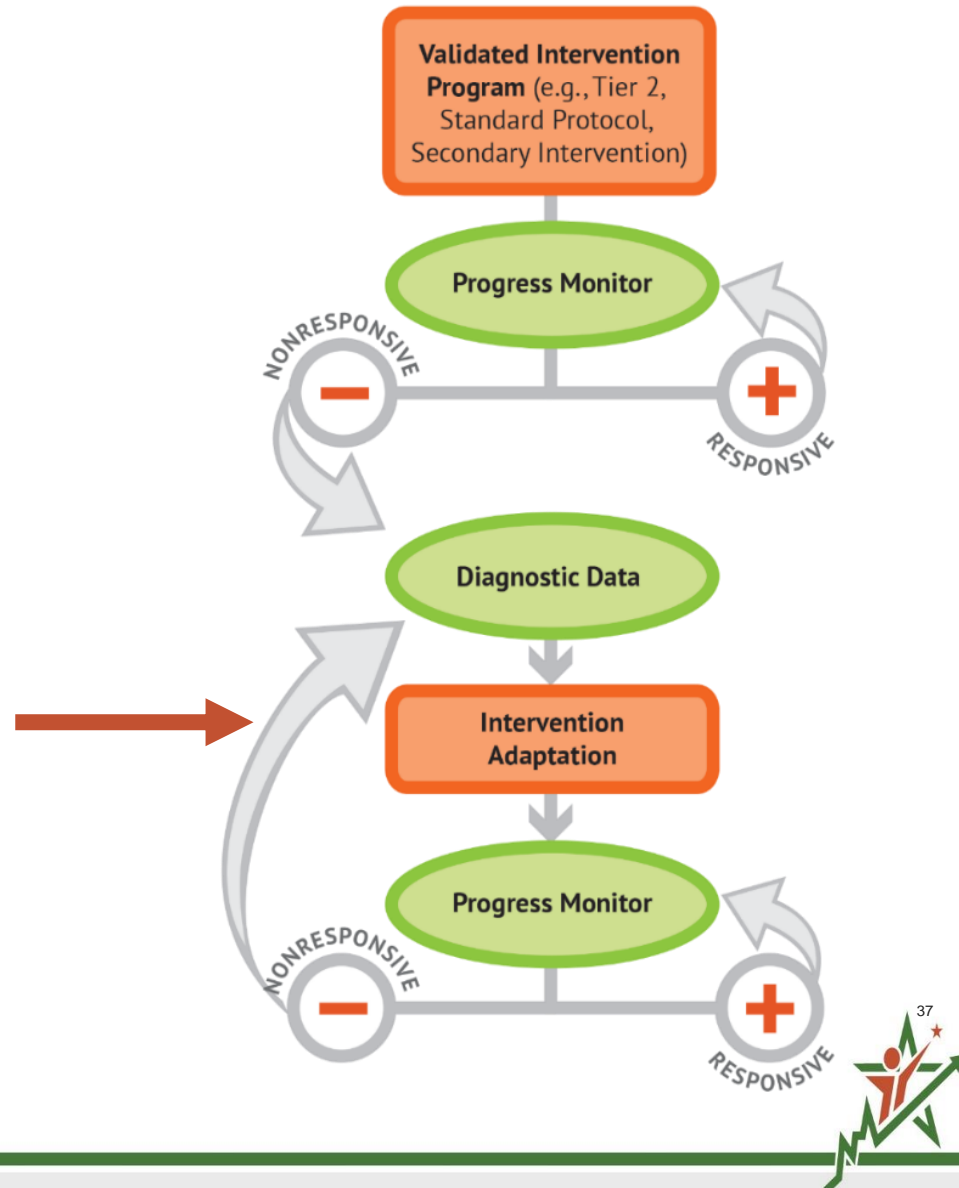 Validated Intervention
Program (e.g., Tier 2,
Standard Protocol,
Secondary Intervention)
Progress Monitor
NONRESPONSIVE
RESPONSIVE
Diagnostic Data
Intervention
Adaptation
Progress Monitor
NONRESPONSIVE
RESPONSIVE
37